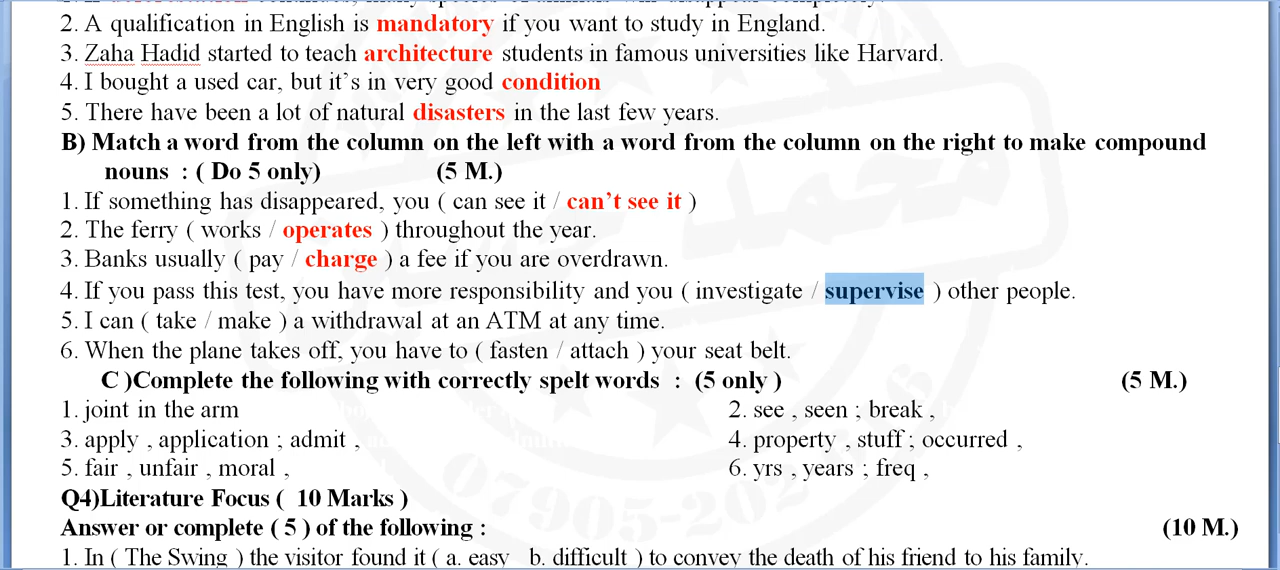 2. A qualification in English is mandatory if you want to study in England.
3. Zaha Hadid started to teach architecture students in famous universities like Harvard.
4. I bought a used car, but it’s in very good condition
5. There have been a lot of natural disasters in the last few years.
B) Match a word from the column on the left with a word from the column on the right to make compound
nouns : ( Do 5 only) (5 M.)
1. If something has disappeared, you ( can see it / can’t see it )
2. The ferry ( works / operates ) throughout the year.
3. Banks usually ( pay / charge ) a fee if you are overdrawn.
4. If you pass this test, you have more responsibility and you ( investigate / supervise ) other people.
5. I can ( take / make ) a withdrawal at an ATM at any time.
6. When the plane takes off, you have to ( fasten / attach ) your seat belt.
C )Complete the following with correctly spelt words : (5 only ) (5 M.)
1. joint in the arm 2. see , seen ; break ,
3. apply , application ; admit , 4. property , stuff ; occurred ,
5. fair , unfair , moral , 6. yrs , years ; freq ,
Q4)Literature Focus ( 10 Marks )
Answer or complete ( 5 ) of the following : (10 M.)
1. In ( The Swing ) the visitor found it ( a. easy b. difficult ) to convey the death of his friend to his family.